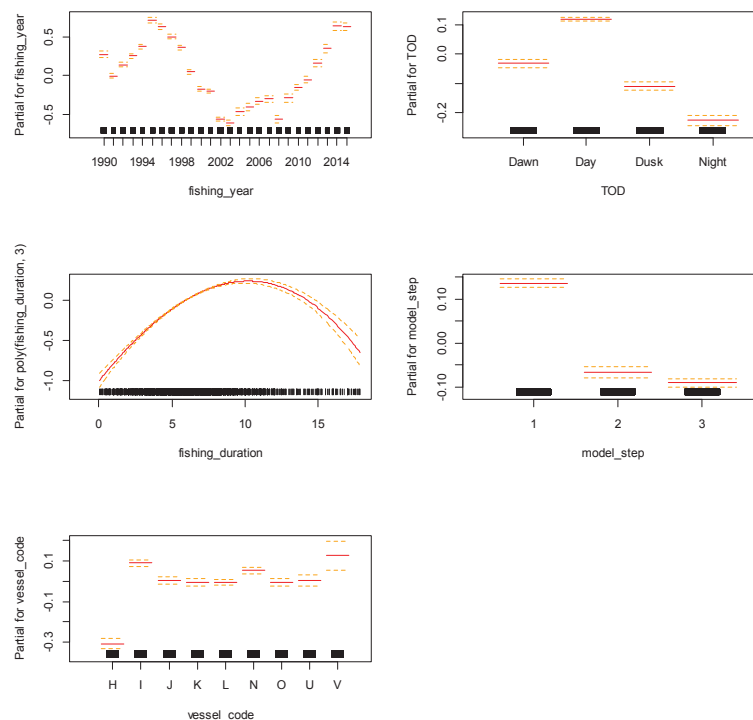 Partial for fishing_year
0.5
0.0
-0.5
1990 1994 1998 2002 2006 2010 2014
fishing_year
Partial for TOD
0.1
0.0
-0.2
Dawn Day Dusk Night
TOD
Partial for poly(fishing_duration, 3)
0.0
-0.5
-1.0
0 5 10 15
fishing_duration
Partial for model_step
0.10
0.00
-0.10
1 2 3
model_step
Partial for vessel_code
0.1
-0.1
-0.3
H I J K L N O U V
vessel_code